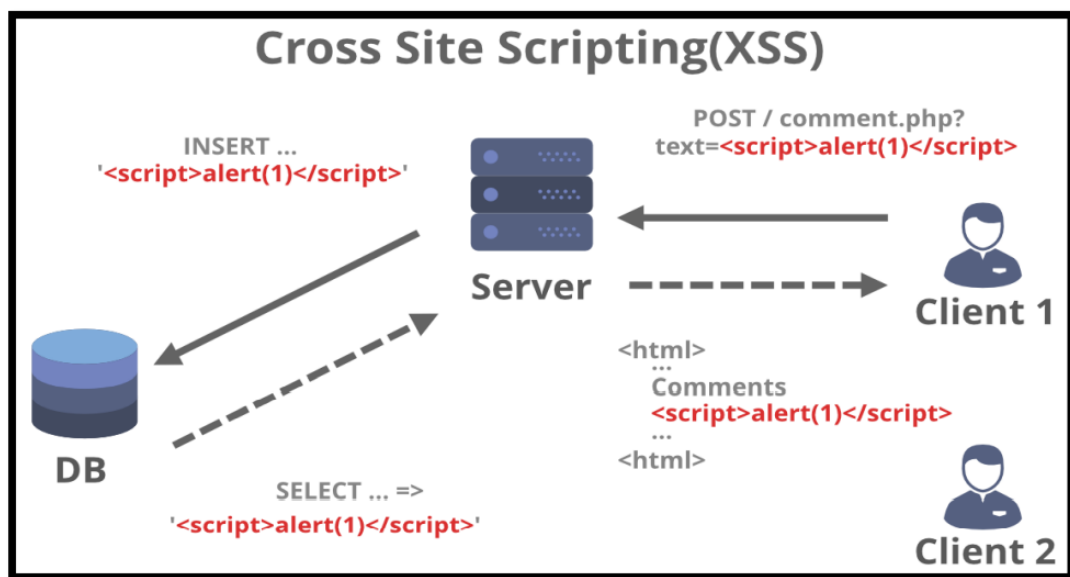 Cross Site Scripting(XSS)
INSERT ...
'<script>alert(1)</script>'
POST / comment.php?
text=<script>alert(1)</script>
Server
Client 1
<html>
...
Comments
<script>alert(1)</script>
...
<html>
DB
SELECT ... =>
'<script>alert(1)</script>'
Client 2